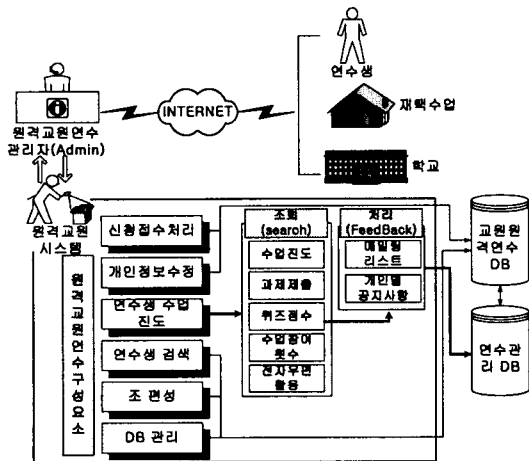 연수생
INTERNET
재택수업
원격교원연수
관리자(Admin)
학교
원격교원
시스템
조회
(search)
처리
(FeedBack)
신청접수처리
개인정보수정
연수생 수업
진도
연수생 검색
조 편성
DB 관리
원격교원연수구성요소
수업진도
과제제출
퀴즈점수
수업참여
횟수
전자우편
활용
메일링
리스트
개인별
공지사항
교원원
격연수
DB
연수관
리 DB